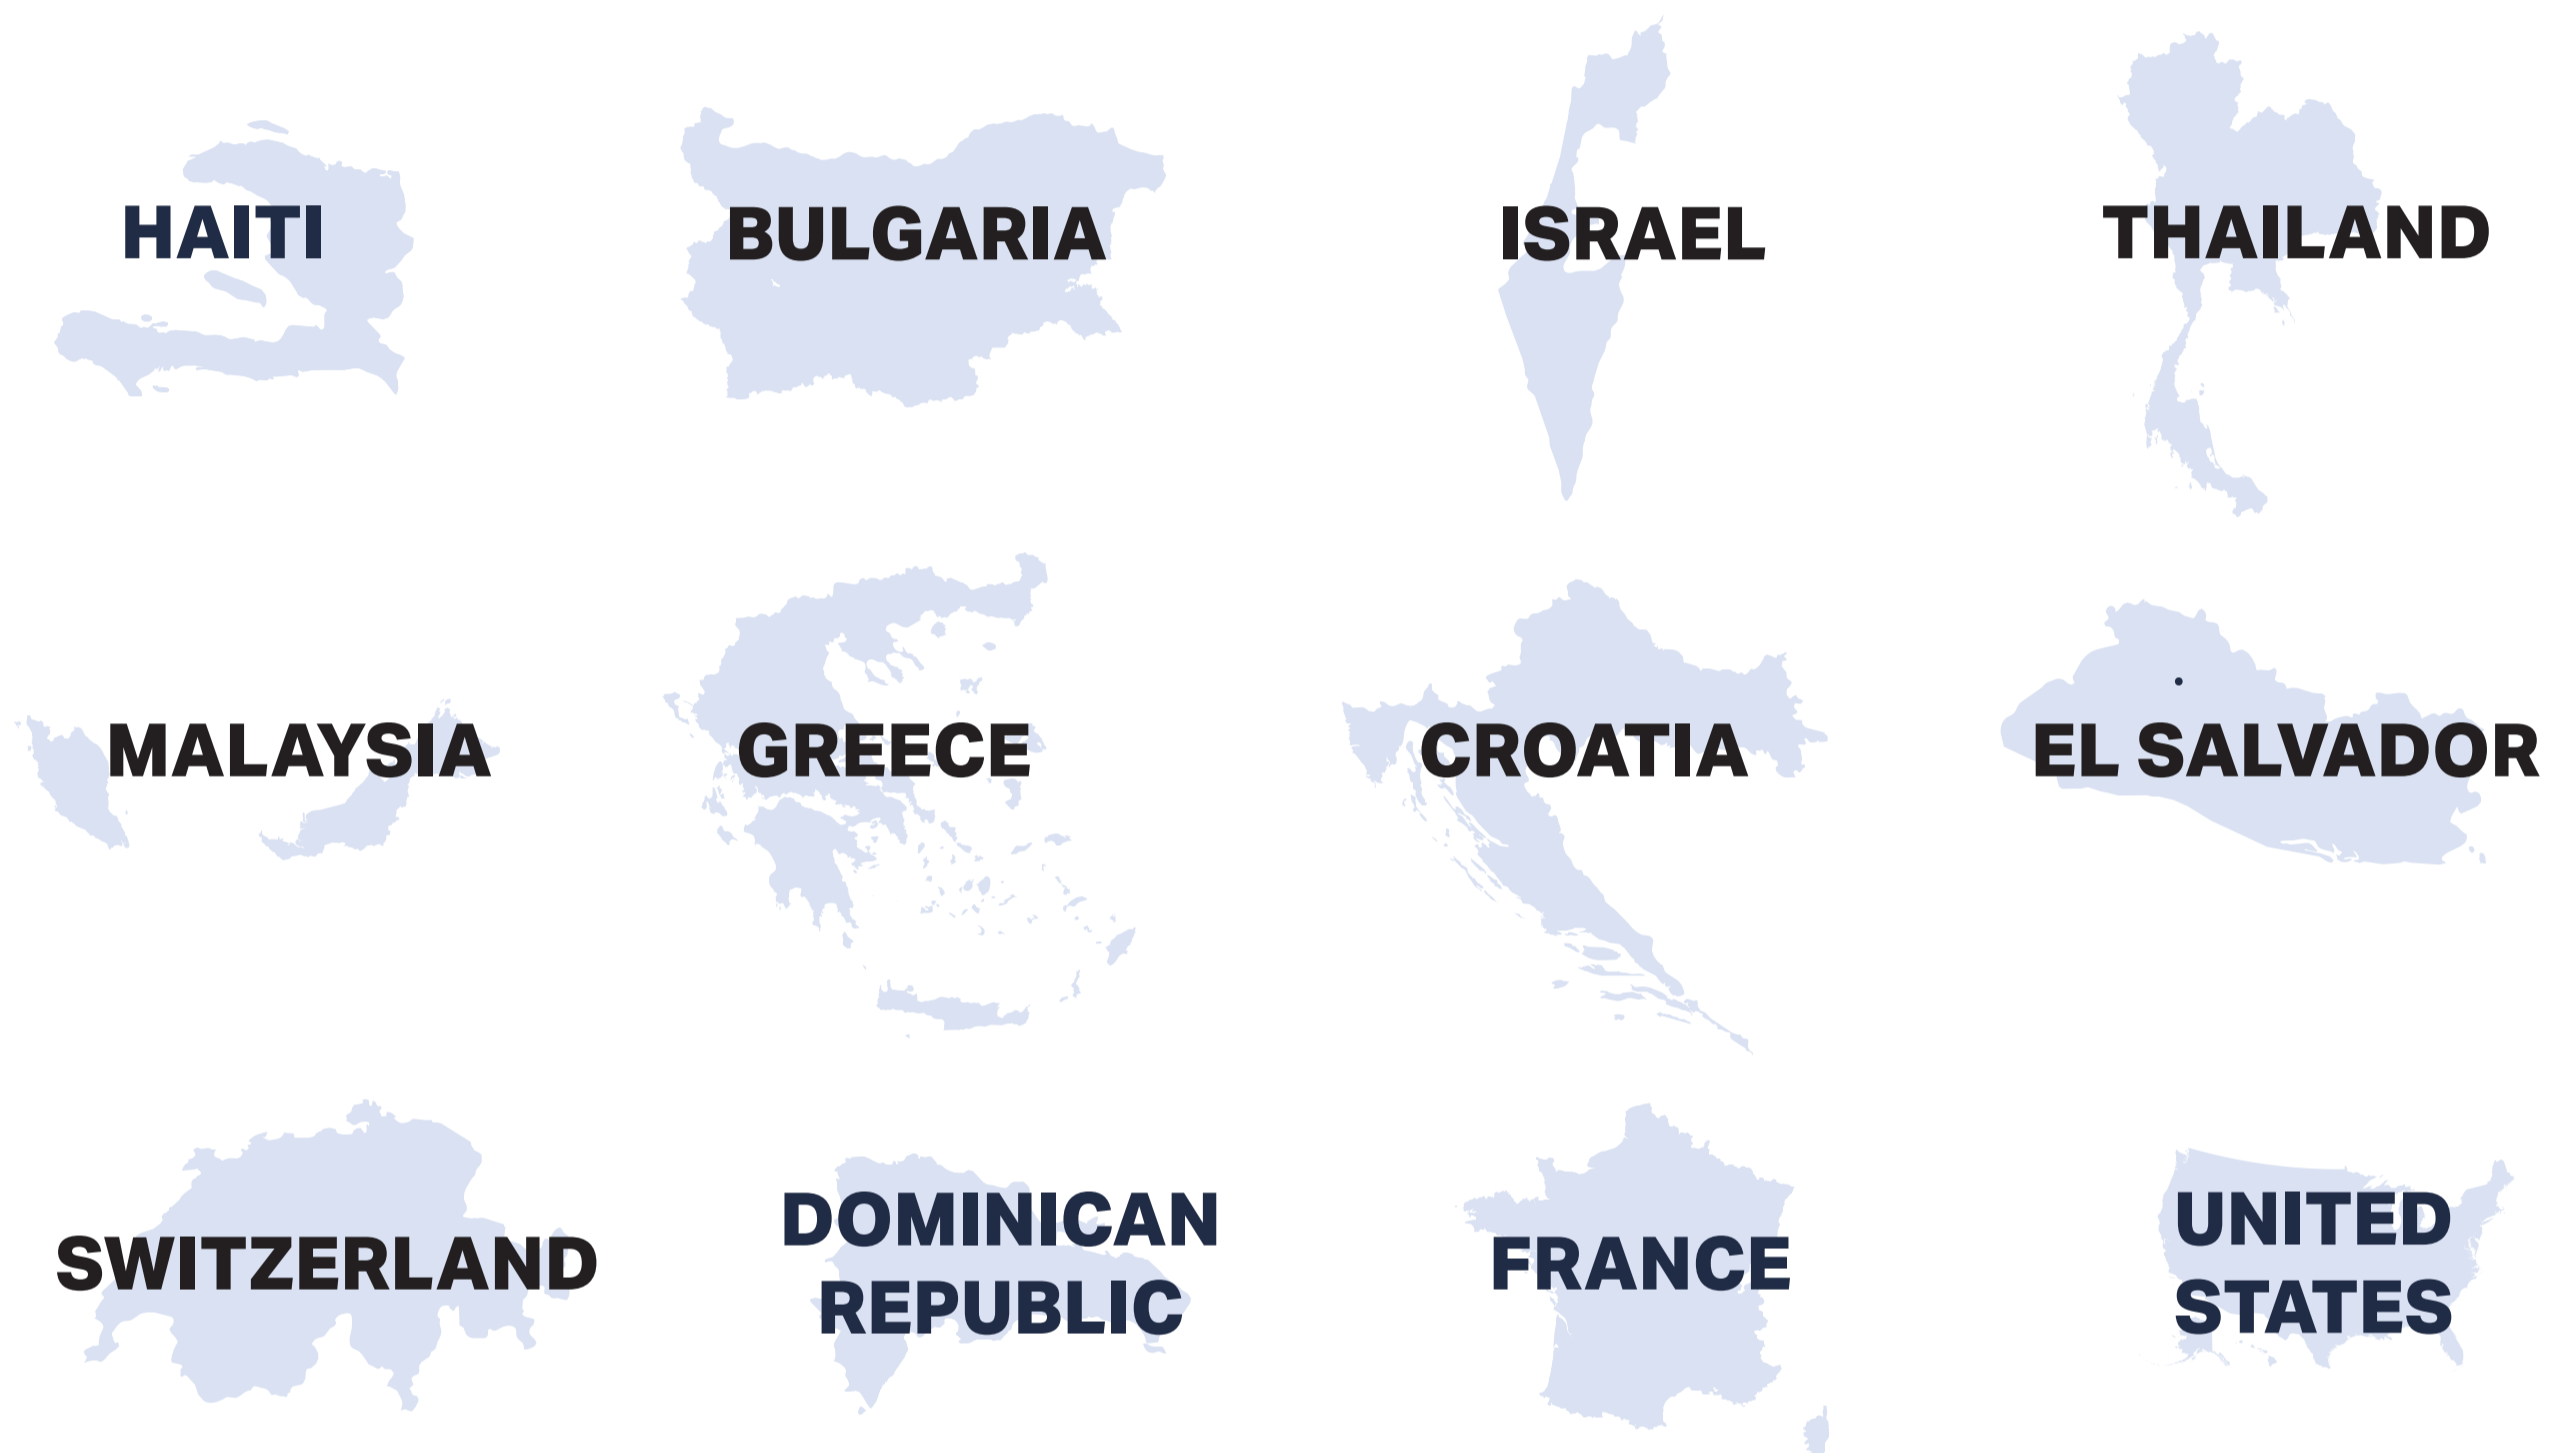 HAITI
BULGARIA
ISRAEL
THAILAND
MALAYSIA
GREECE
CROATIA
EL SALVADOR
SWITZERLAND
DOMINICAN
REPUBLIC
FRANCE
UNITED
STATES